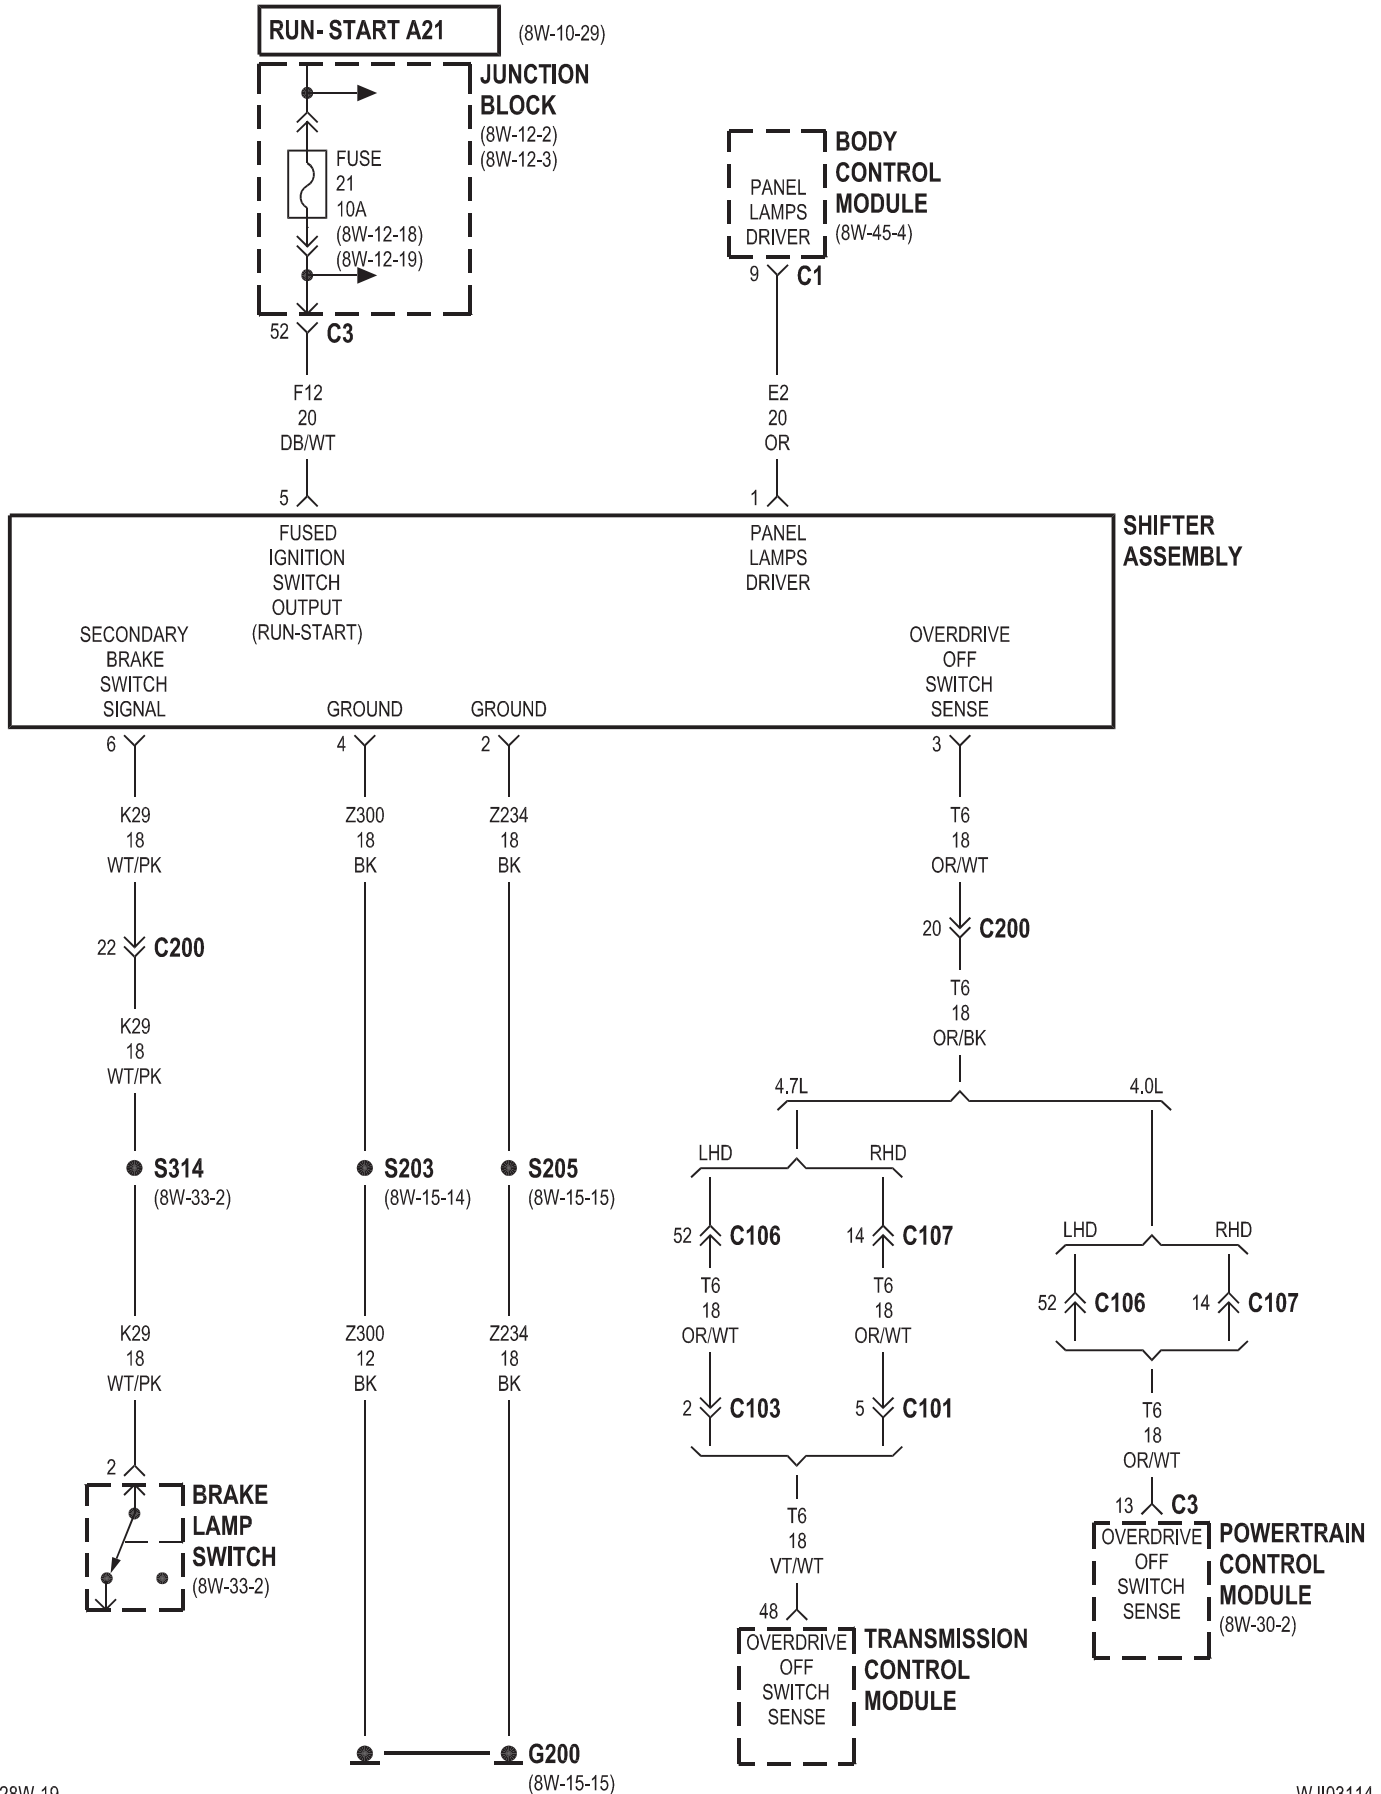 RUN- START A21
(8W-10-29)
JUNCTION
BLOCK
(8W-12-2)
(8W-12-3)
FUSE
21
10A
(8W-12-18)
(8W-12-19)
52
C3
F12
20
DB/WT
5
BODY
CONTROL
MODULE
(8W-45-4)
PANEL
LAMPS
DRIVER
9
C1
E2
20
OR
1
SHIFTER
ASSEMBLY
FUSED
IGNITION
SWITCH
OUTPUT
(RUN-START)
PANEL
LAMPS
DRIVER
SECONDARY
BRAKE
SWITCH
SIGNAL
GROUND
GROUND
OVERDRIVE
OFF
SWITCH
SENSE
6
4
2
3
K29
18
WT/PK
Z300
18
BK
Z234
18
BK
T6
18
OR/WT
22
C200
20
C200
K29
18
WT/PK
T6
18
OR/BK
4.7L
4.0L
S314
(8W-33-2)
S203
(8W-15-14)
S205
(8W-15-15)
LHD
RHD
52
C106
14
C107
LHD
RHD
52
C106
14
C107
T6
18
OR/WT
T6
18
OR/WT
K29
18
WT/PK
Z300
12
BK
Z234
18
BK
2
C103
5
C101
T6
18
OR/WT
2
BRAKE
LAMP
SWITCH
(8W-33-2)
T6
18
VT/WT
13
C3
OVERDRIVE
OFF
SWITCH
SENSE
POWERTRAIN
CONTROL
MODULE
(8W-30-2)
48
OVERDRIVE
OFF
SWITCH
SENSE
TRANSMISSION
CONTROL
MODULE
G200
(8W-15-15)